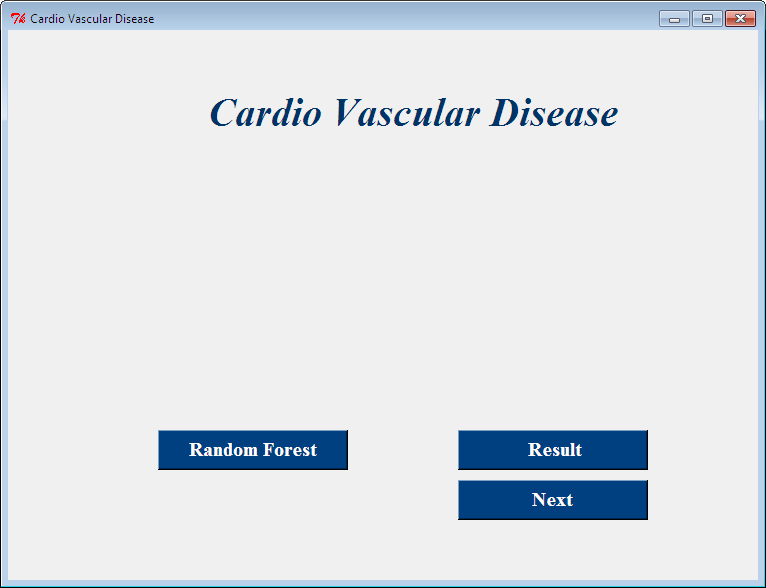 Cardio Vascular Disease
Cardio Vascular Disease
Random Forest
Result
Next